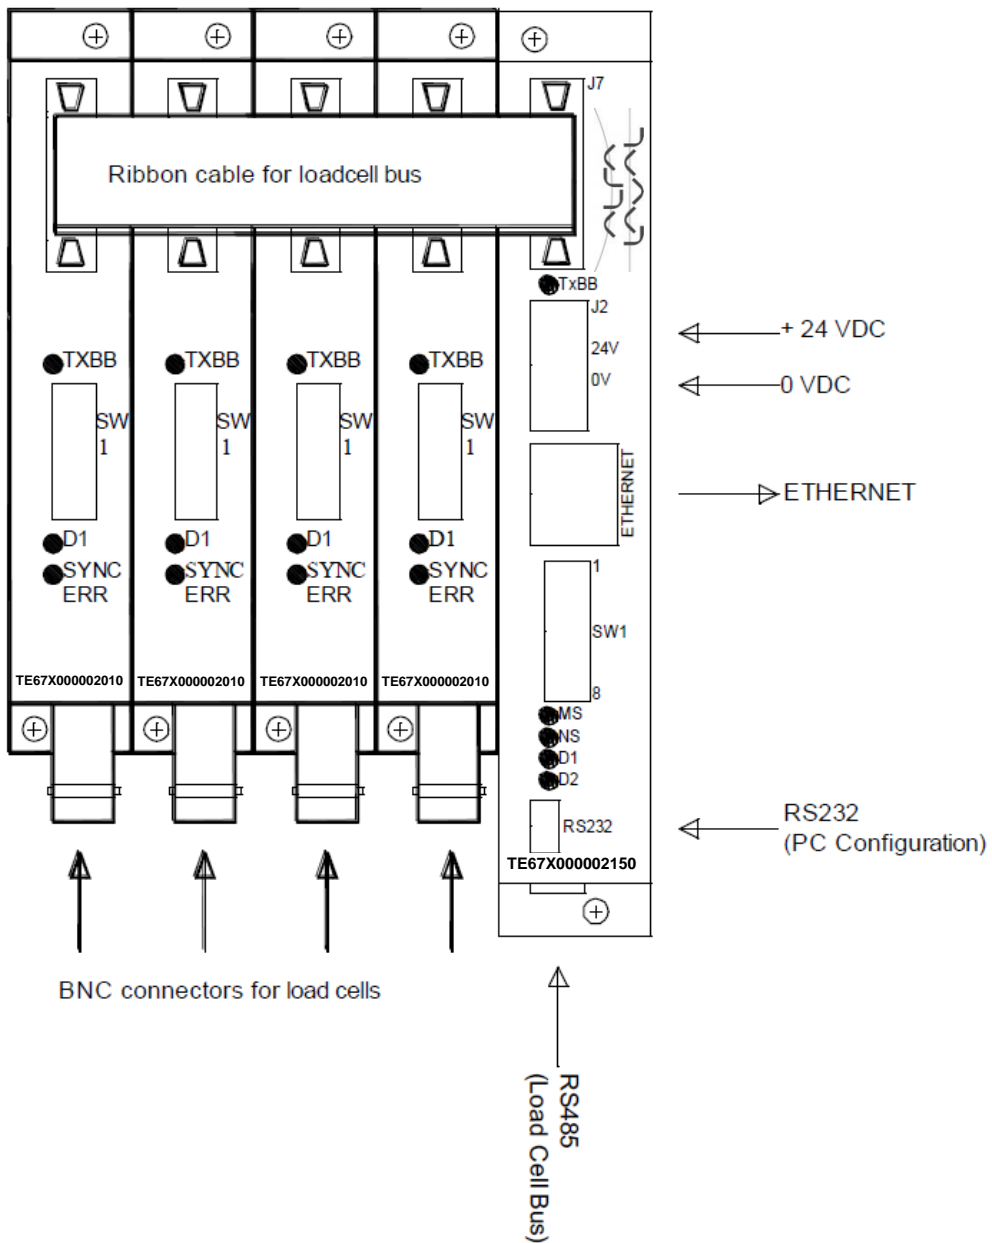 J7
Ribbon cable for loadcell bus
TxBB
J2
24V
0V
+ 24 VDC
0 VDC
TXBB
TXBB
TXBB
TXBB
SW
1
SW
1
SW
1
SW
1
ETHERNET
ETHERNET
D1
D1
D1
D1
SYNC
ERR
SYNC
ERR
SYNC
ERR
SYNC
ERR
1
SW1
8
TE67X000002010
TE67X000002010
TE67X000002010
TE67X000002010
MS
NS
D1
D2
RS232
RS232
(PC Configuration)
TE67X000002150
BNC connectors for load cells
RS485
(Load Cell Bus)